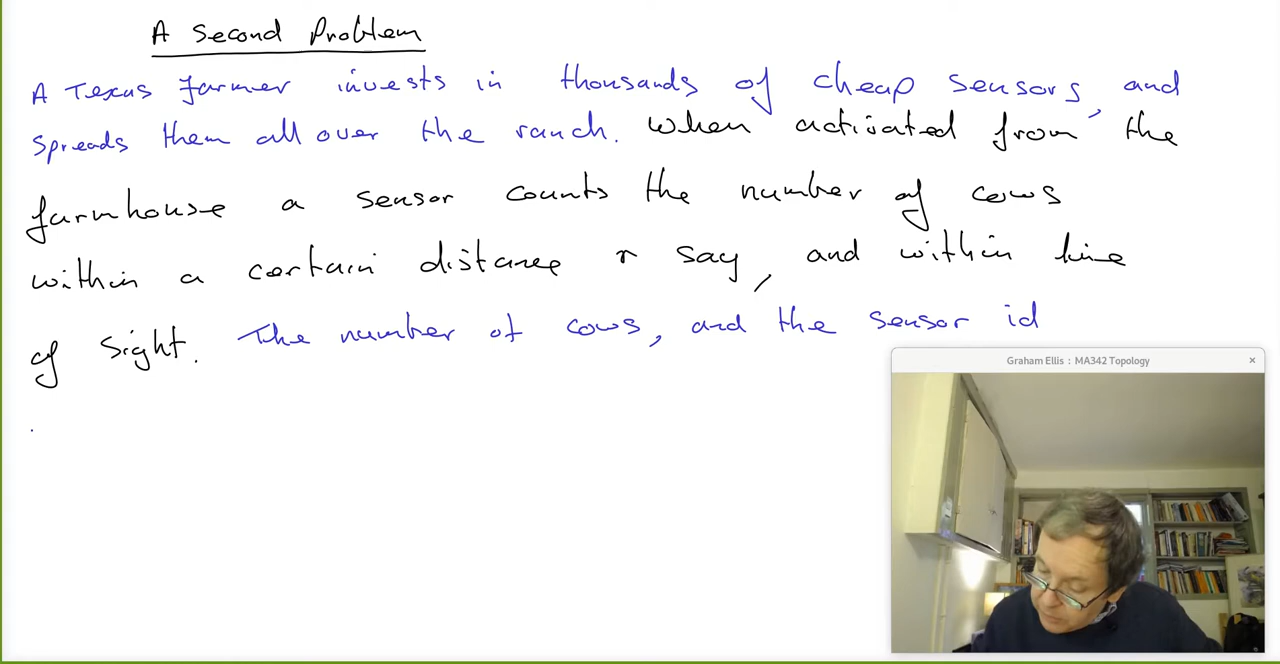 A Second Problem
A Texas farmer invests in thousands of cheap sensors, and
spreads them all over the ranch. When activated from the
farmhouse a sensor counts the number of cows
within a certain distance r say, and within line
of sight. The number of cows, and the sensor id
Graham Ellis : MA342 Topology